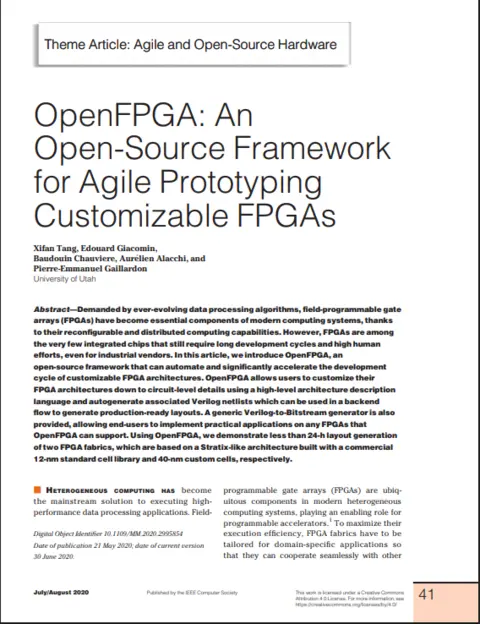 Theme Article: Agile and Open-Source Hardware
OpenFPGA: An
Open-Source Framework
for Agile Prototyping
Customizable FPGAs
Xifan Tang, Edouard Giacomin,
Baudouin Chauviere, Aurélien Alacchi, and
Pierre-Emmanuel Gaillardon
University of Utah
Abstract—Demanded by ever-evolving data processing algorithms, field-programmable gate
arrays (FPGAs) have become essential components of modern computing systems, thanks
to their reconfigurable and distributed computing capabilities. However, FPGAs are among
the very few integrated chips that still require long development cycles and high human
efforts, even for industrial vendors. In this article, we introduce OpenFPGA, an
open-source framework that can automate and significantly accelerate the development
cycle of customizable FPGA architectures. OpenFPGA allows users to customize their
FPGA architectures down to circuit-level details using a high-level architecture description
language and autogenerate associated Verilog netlists which can be used in a backend
flow to generate production-ready layouts. A generic Verilog-to-Bitstream generator is also
provided, allowing end-users to implement practical applications on any FPGAs that
OpenFPGA can support. Using OpenFPGA, we demonstrate less than 24-h layout generation
of two FPGA fabrics, which are based on a Stratix-like architecture built with a commercial
12-nm standard cell library and 40-nm custom cells, respectively.
HETEROGENEOUS COMPUTING HAS become
the mainstream solution to executing high-
performance data processing applications. Field-
Digital Object Identifier 10.1109/MM.2020.2995854
Date of publication 21 May 2020; date of current version
30 June 2020.
programmable gate arrays (FPGAs) are ubiq-
uitous components in modern heterogeneous
computing systems, playing an enabling role for
programmable accelerators.1 To maximize their
execution efficiency, FPGA fabrics have to be
tailored for domain-specific applications so
that they can cooperate seamlessly with other
July/August 2020
Published by the IEEE Computer Society
This work is licensed under a Creative Commons
Attribution 4.0 License. For more information, see
https://creativecommons.org/licenses/by/4.0/
41